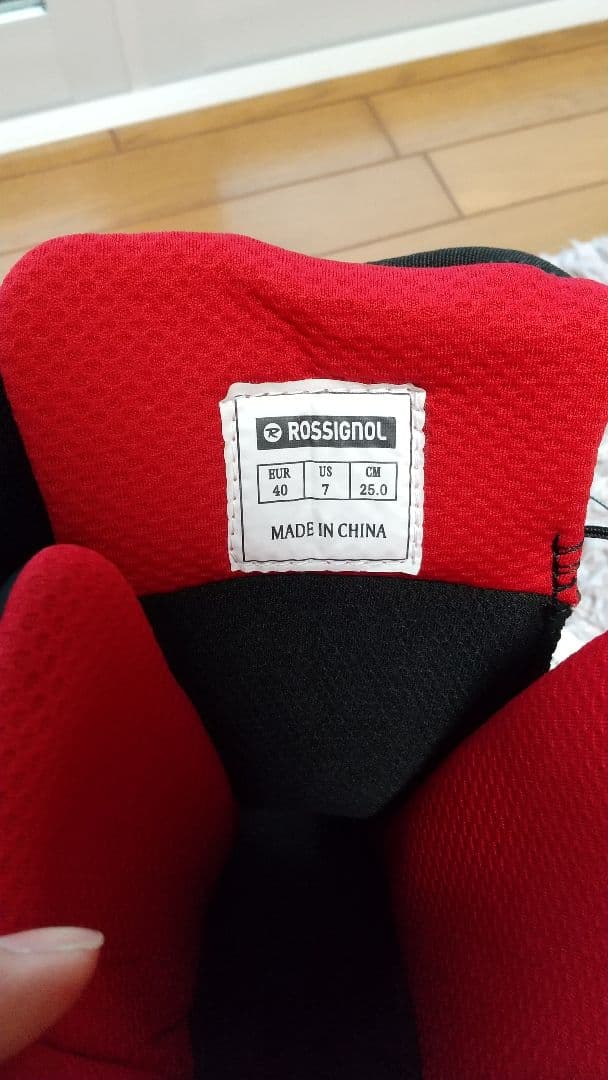 R ROSSIGNOL
EUR US CM
40 7 25.0
MADE IN CHINA